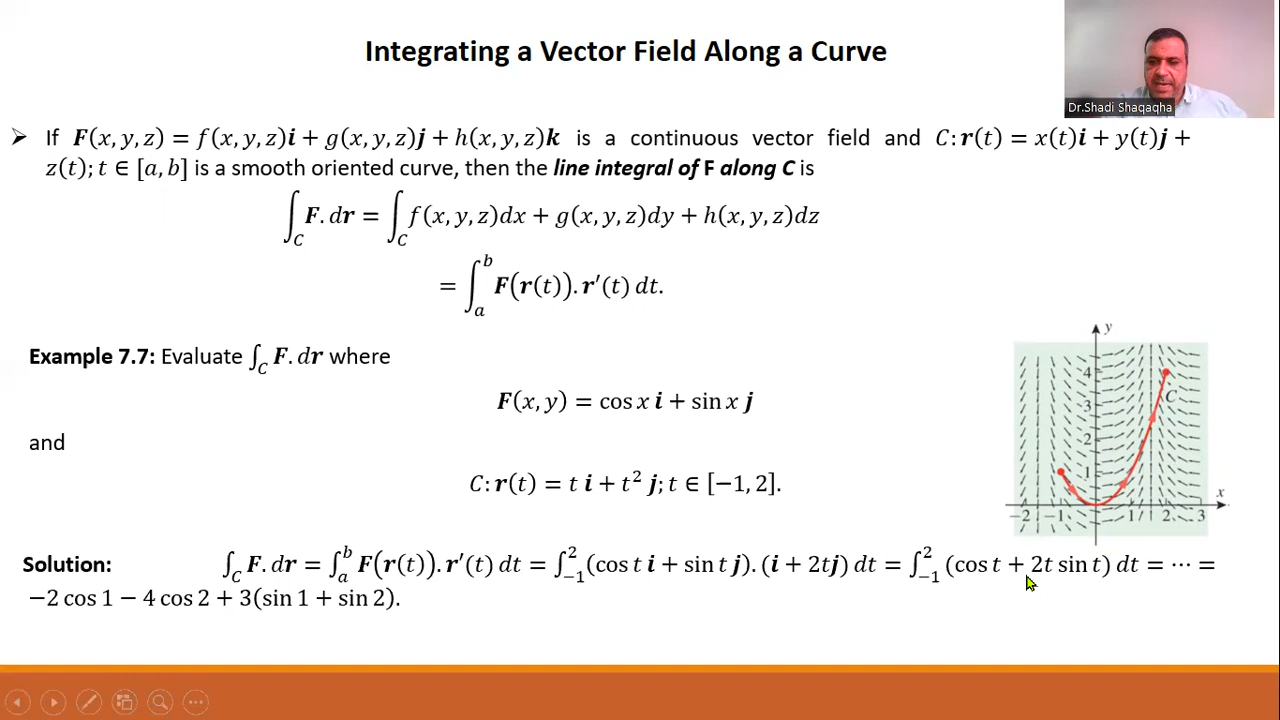 Integrating a Vector Field Along a Curve
Dr.Shadi Shaqaqha
➢ If F(x, y, z) = f(x, y, z)i + g(x, y, z)j + h(x, y, z)k is a continuous vector field and C: r(t) = x(t)i + y(t)j +
z(t); t ∈ [a, b] is a smooth oriented curve, then the line integral of F along C is
∫_C F. dr = ∫_C f(x, y, z)dx + g(x, y, z)dy + h(x, y, z)dz
= ∫_a^b F(r(t)). r′(t) dt.
Example 7.7: Evaluate ∫_C F. dr where
F(x, y) = cos x i + sin x j
and
C: r(t) = t i + t² j; t ∈ [−1, 2].
y
4
C
3
2
1
x
−2 −1 1 2 3
Solution: ∫_C F. dr = ∫_a^b F(r(t)). r′(t) dt = ∫_{−1}^2 (cos t i + sin t j). (i + 2tj) dt = ∫_{−1}^2 (cos t + 2t sin t) dt = ⋯ =
−2 cos 1 − 4 cos 2 + 3(sin 1 + sin 2).